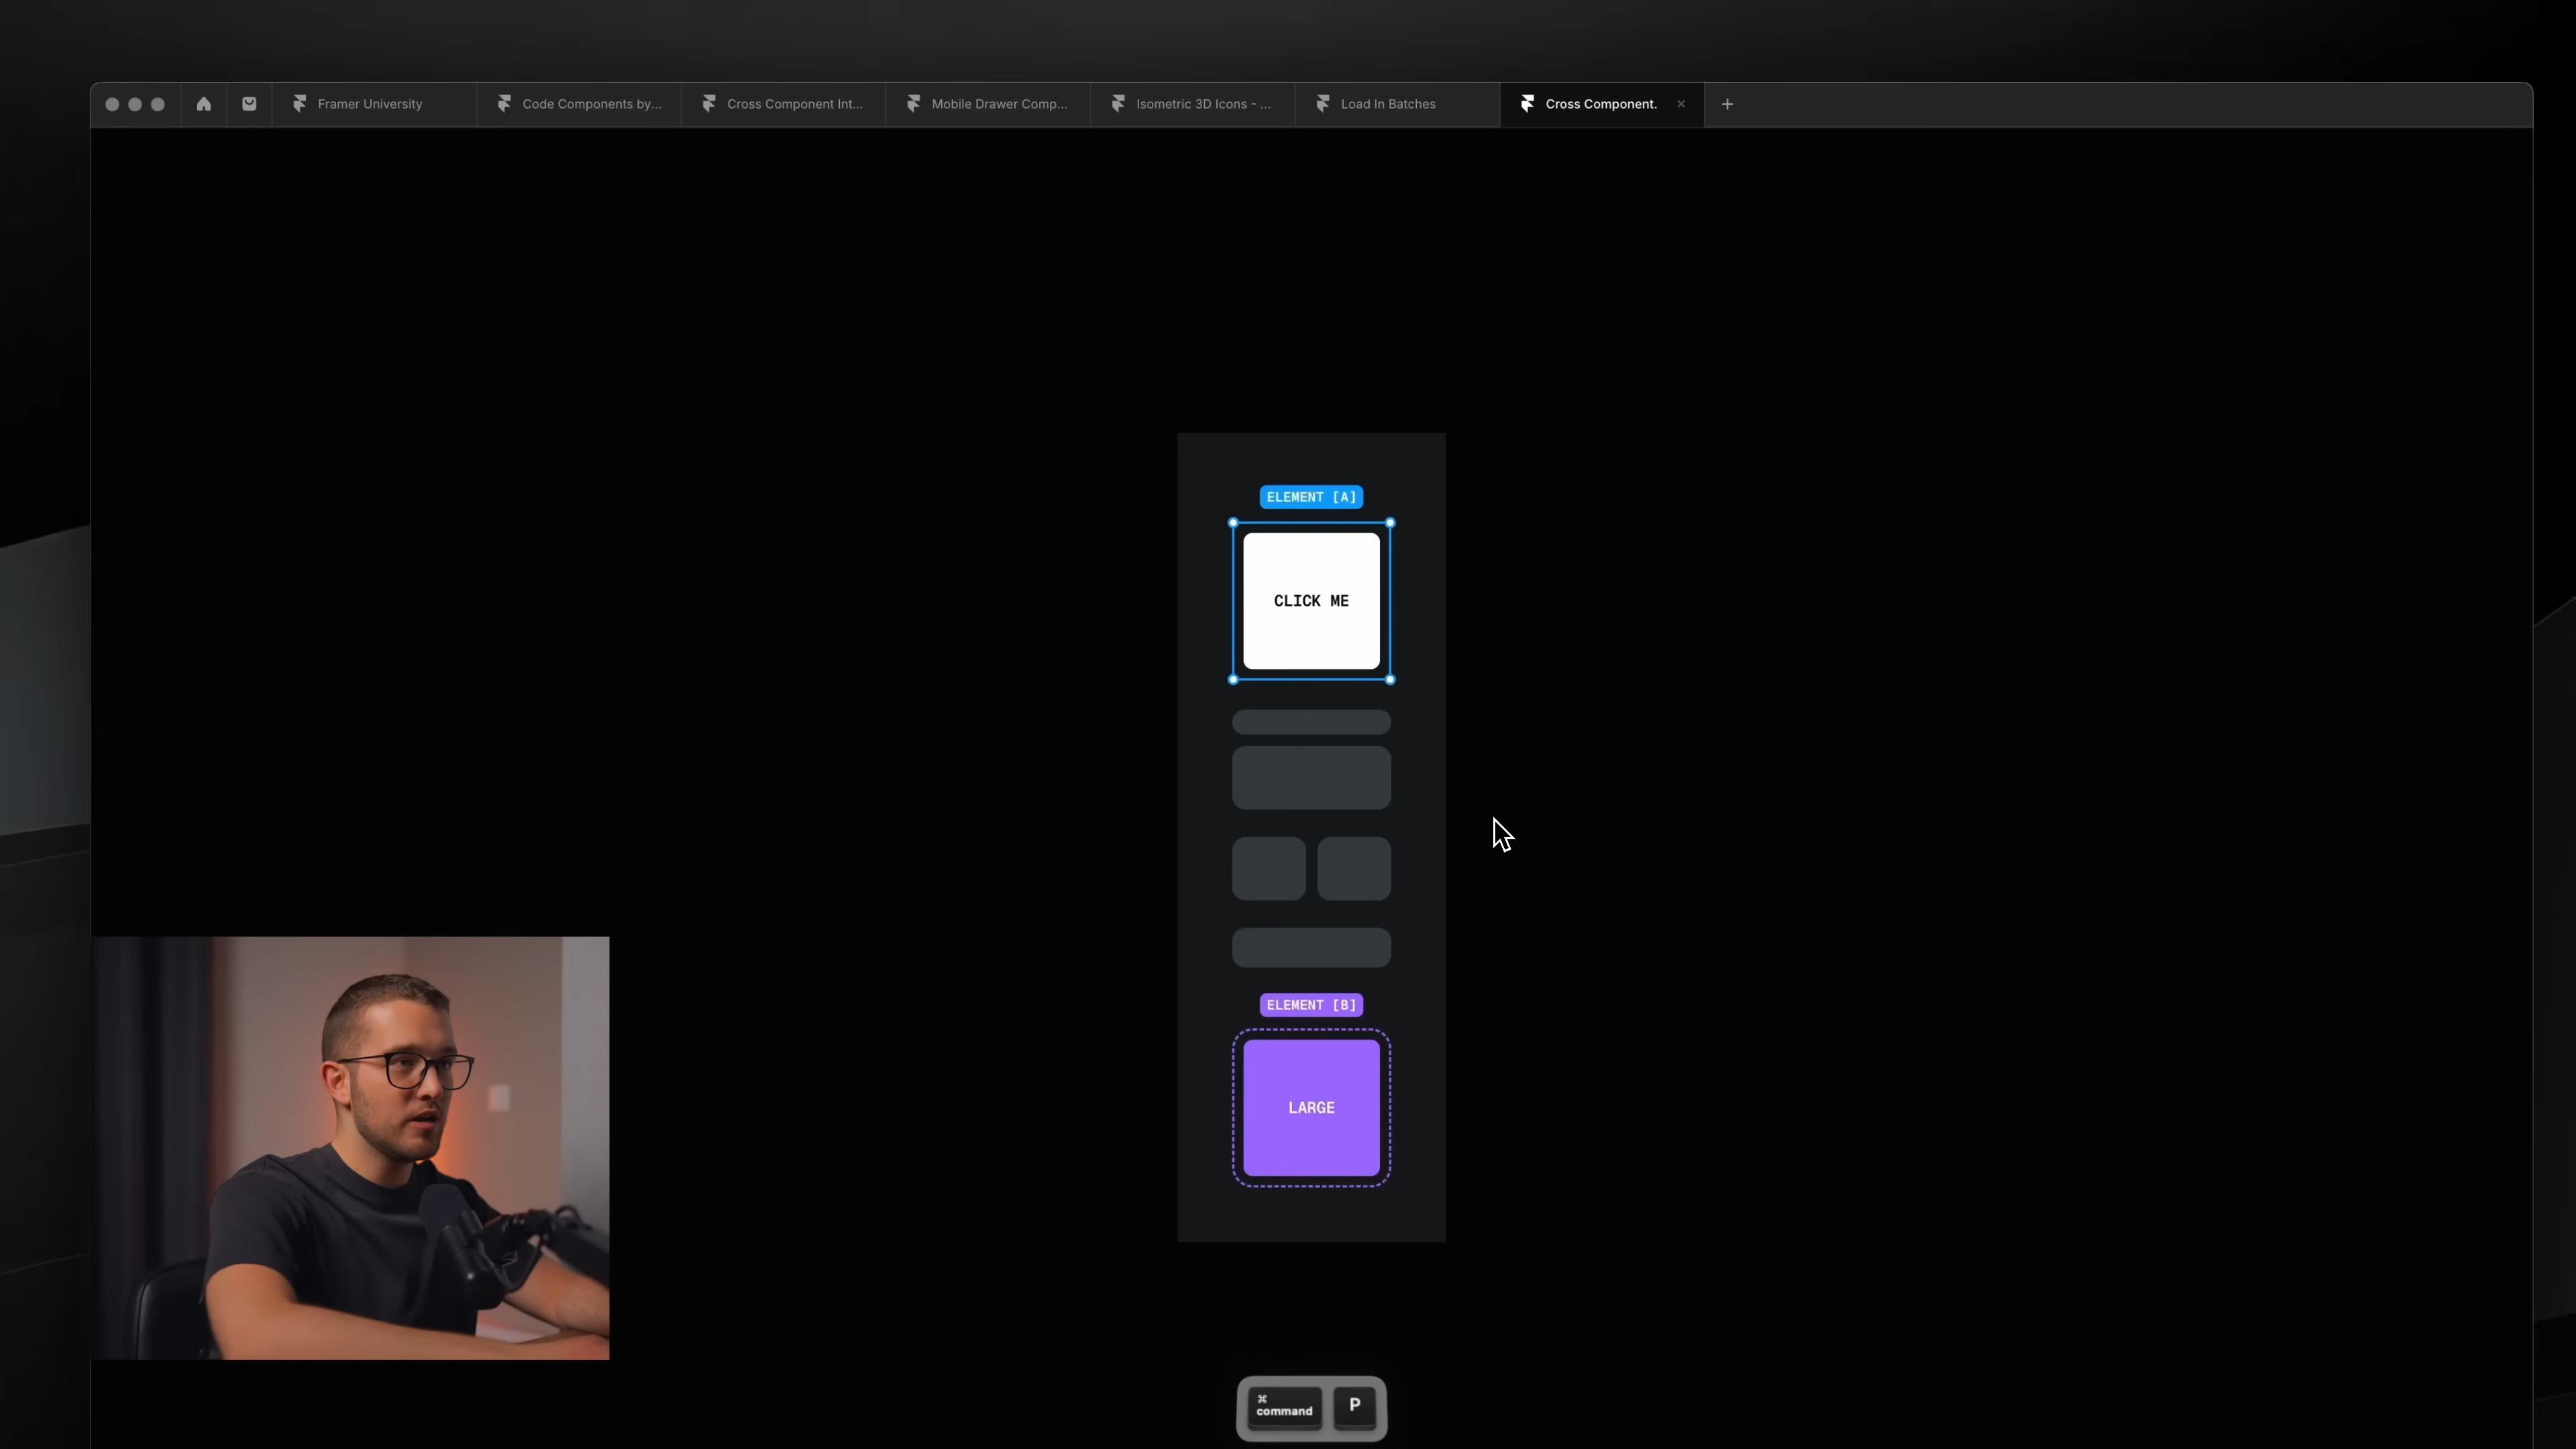 Framer University
Code Components by...
Cross Component Int...
Mobile Drawer Comp...
Isometric 3D Icons - ...
Load In Batches
Cross Component.
ELEMENT [A]
CLICK ME
ELEMENT [B]
LARGE
⌘
command
P